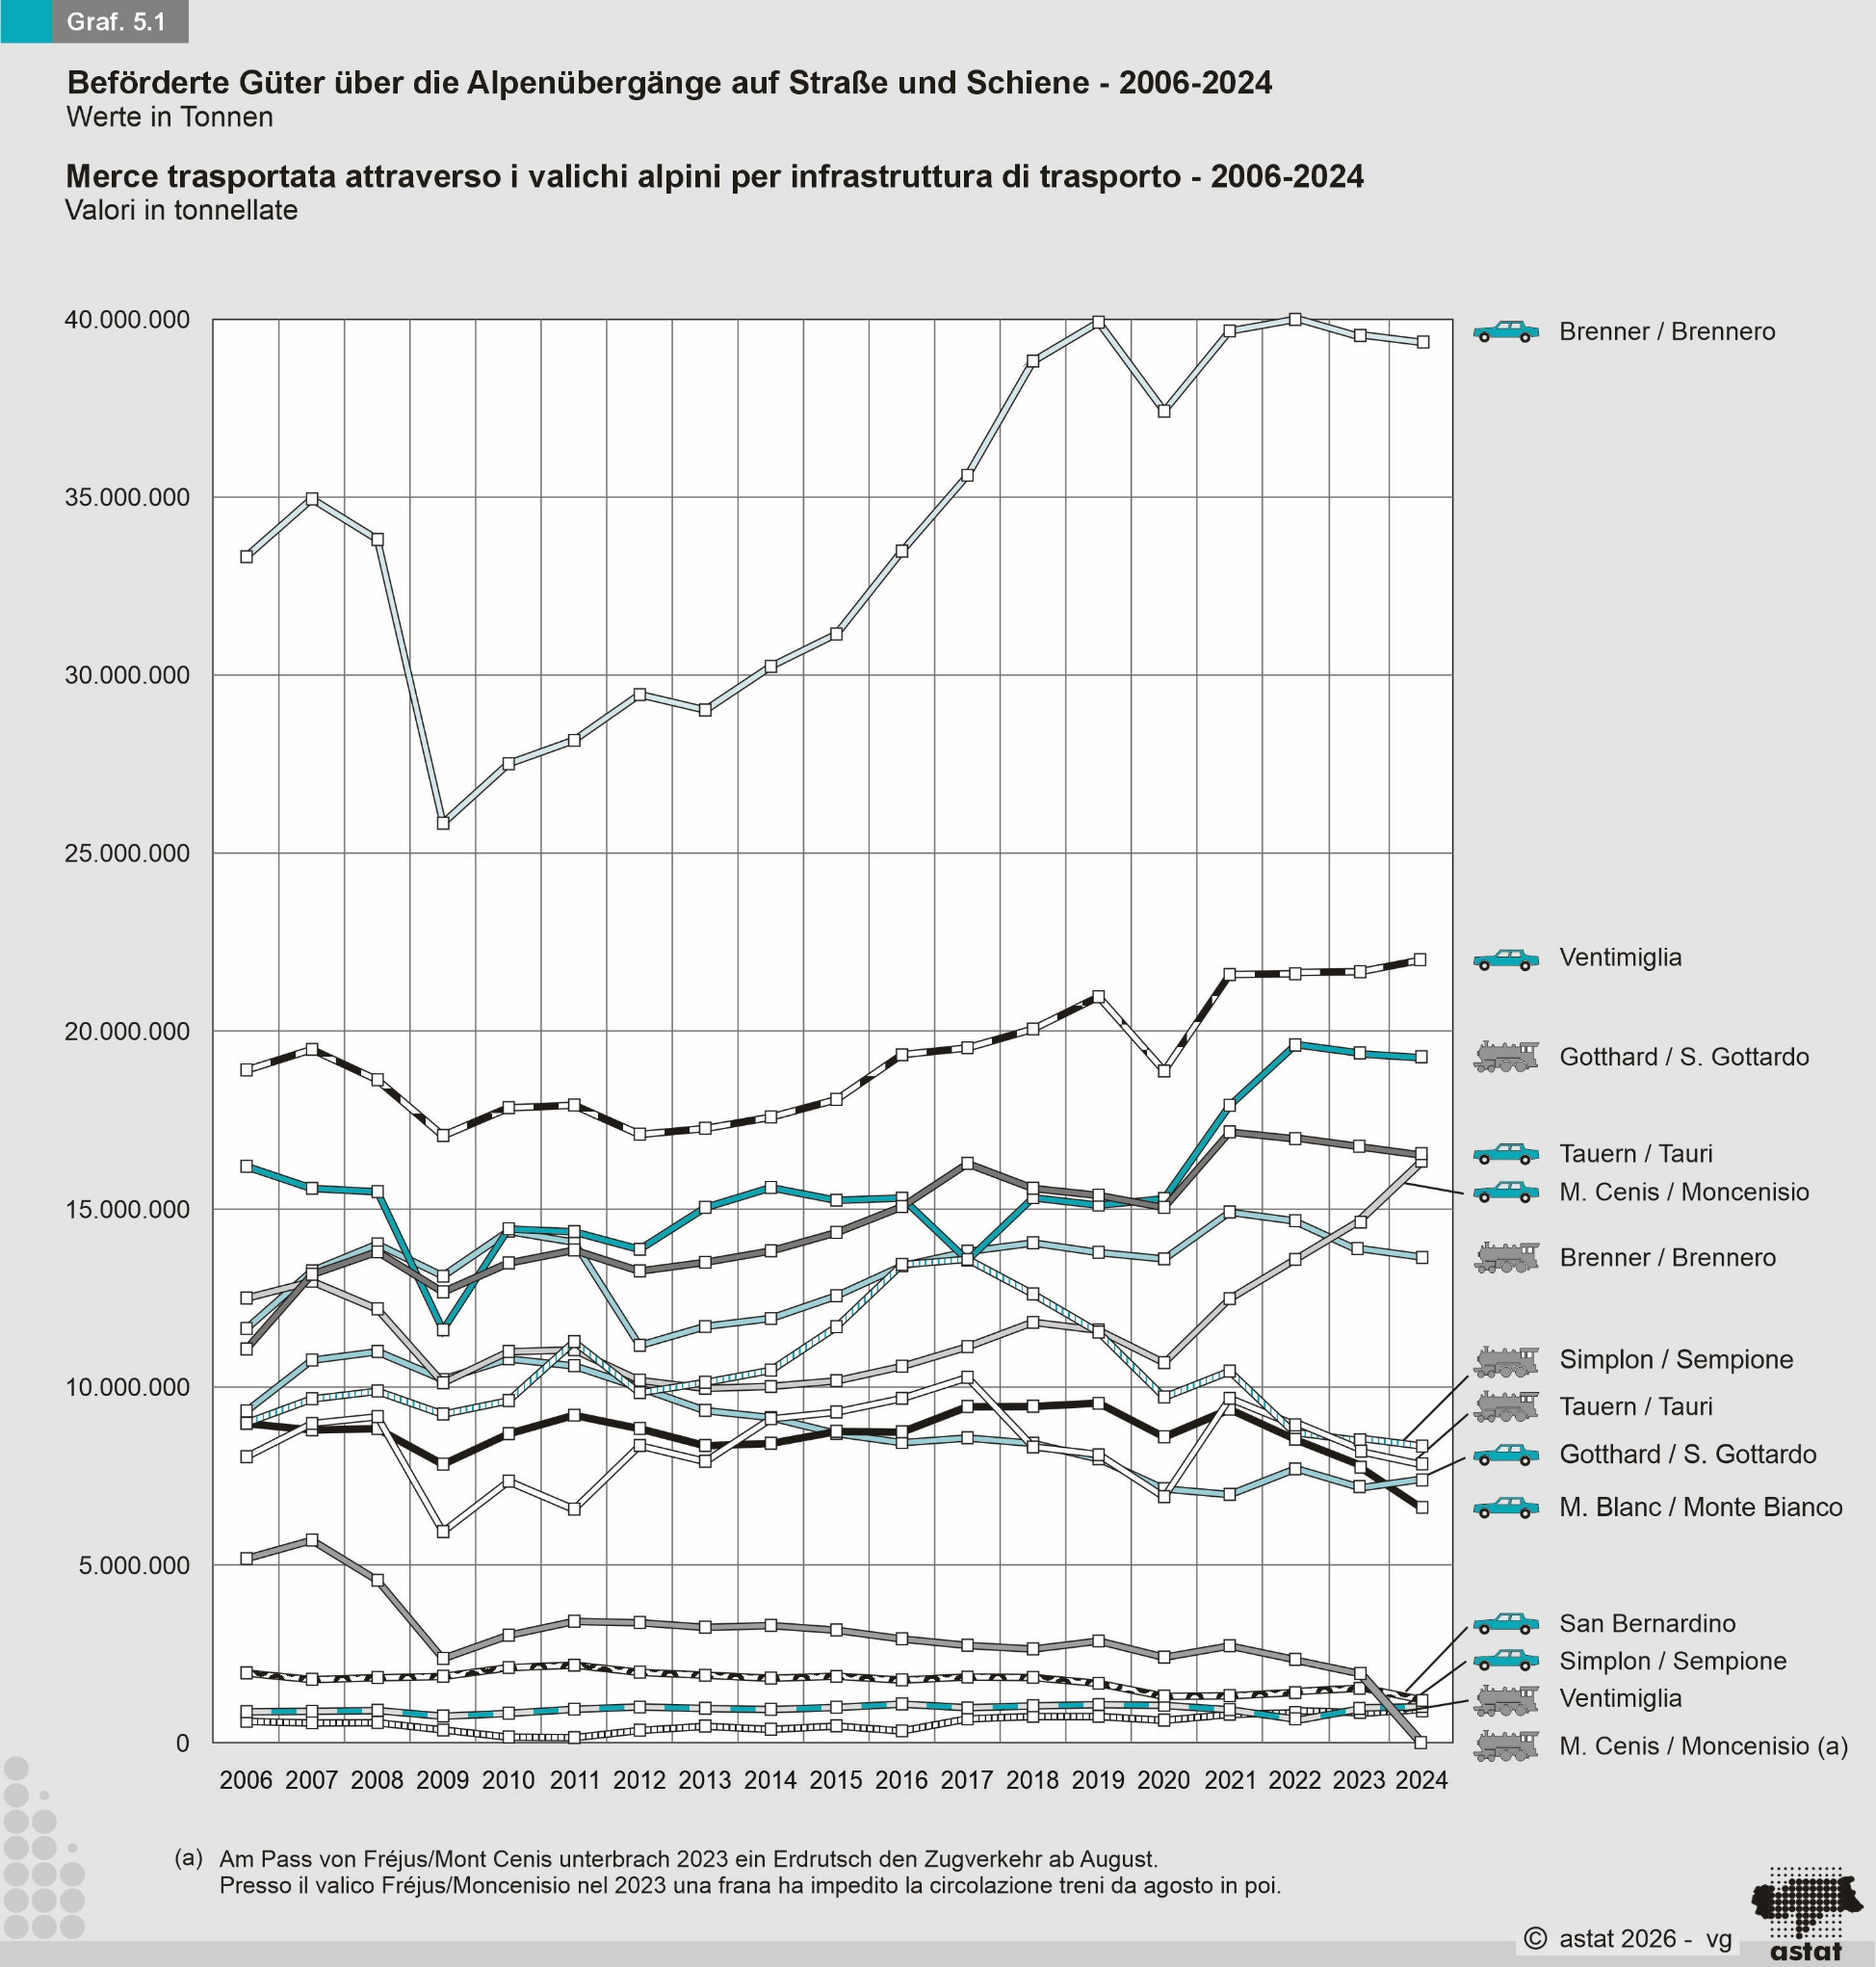 Graf. 5.1
Beförderte Güter über die Alpenübergänge auf Straße und Schiene - 2006-2024
Werte in Tonnen
Merce trasportata attraverso i valichi alpini per infrastruttura di trasporto - 2006-2024
Valori in tonnellate
40.000.000
35.000.000
30.000.000
25.000.000
20.000.000
15.000.000
10.000.000
5.000.000
0
Brenner / Brennero
Ventimiglia
Gotthard / S. Gottardo
Tauern / Tauri
M. Cenis / Moncenisio
Brenner / Brennero
Simplon / Sempione
Tauern / Tauri
Gotthard / S. Gottardo
M. Blanc / Monte Bianco
San Bernardino
Simplon / Sempione
Ventimiglia
M. Cenis / Moncenisio (a)
2006 2007 2008 2009 2010 2011 2012 2013 2014 2015 2016 2017 2018 2019 2020 2021 2022 2023 2024
(a) Am Pass von Fréjus/Mont Cenis unterbrach 2023 ein Erdrutsch den Zugverkehr ab August.
Presso il valico Fréjus/Moncenisio nel 2023 una frana ha impedito la circolazione treni da agosto in poi.
© astat 2026 - vg
astat